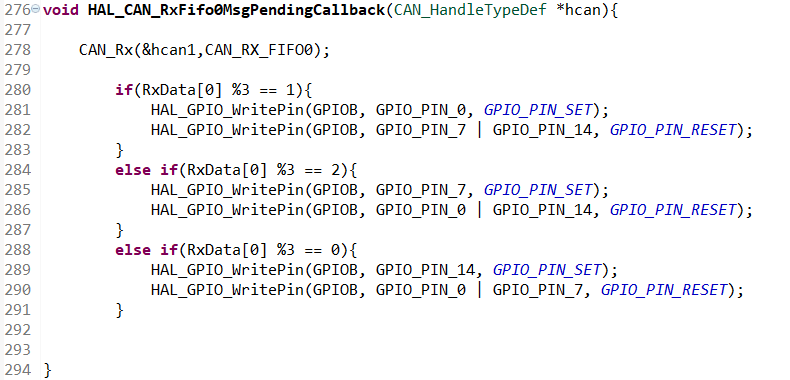 276 void HAL_CAN_RxFifo0MsgPendingCallback(CAN_HandleTypeDef *hcan){
277
278     CAN_Rx(&hcan1,CAN_RX_FIFO0);
279
280         if(RxData[0] %3 == 1){
281             HAL_GPIO_WritePin(GPIOB, GPIO_PIN_0, GPIO_PIN_SET);
282             HAL_GPIO_WritePin(GPIOB, GPIO_PIN_7 | GPIO_PIN_14, GPIO_PIN_RESET);
283         }
284         else if(RxData[0] %3 == 2){
285             HAL_GPIO_WritePin(GPIOB, GPIO_PIN_7, GPIO_PIN_SET);
286             HAL_GPIO_WritePin(GPIOB, GPIO_PIN_0 | GPIO_PIN_14, GPIO_PIN_RESET);
287         }
288         else if(RxData[0] %3 == 0){
289             HAL_GPIO_WritePin(GPIOB, GPIO_PIN_14, GPIO_PIN_SET);
290             HAL_GPIO_WritePin(GPIOB, GPIO_PIN_0 | GPIO_PIN_7, GPIO_PIN_RESET);
291         }
292
293
294 }